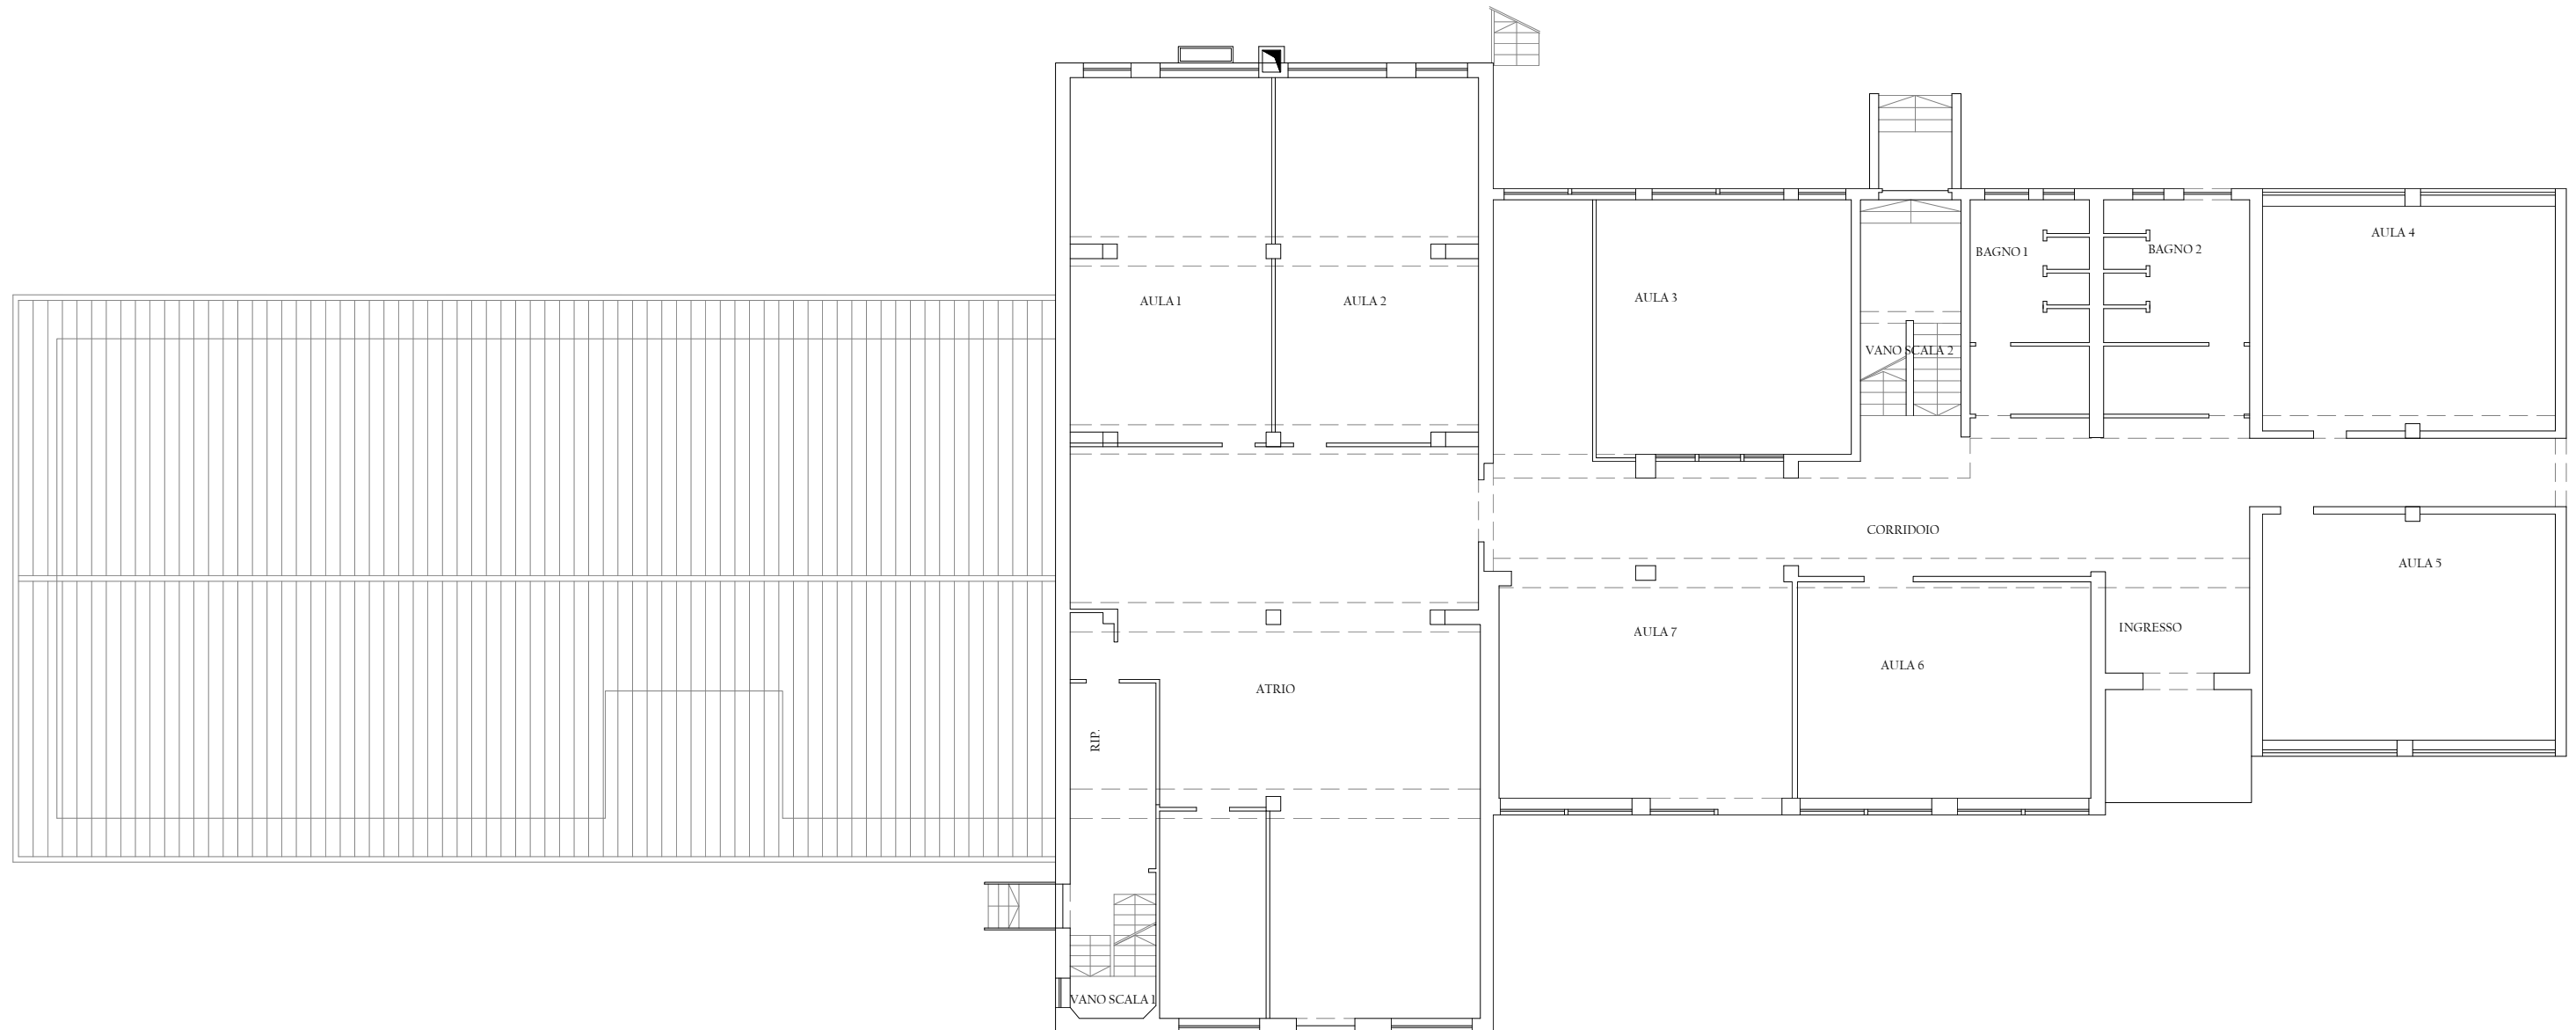 AULA 4
BAGNO 1
BAGNO 2
AULA 1
AULA 2
AULA 3
VANO SCALA 2
CORRIDOIO
AULA 5
AULA 7
INGRESSO
AULA 6
ATRIO
RIP.
VANO SCALA 1